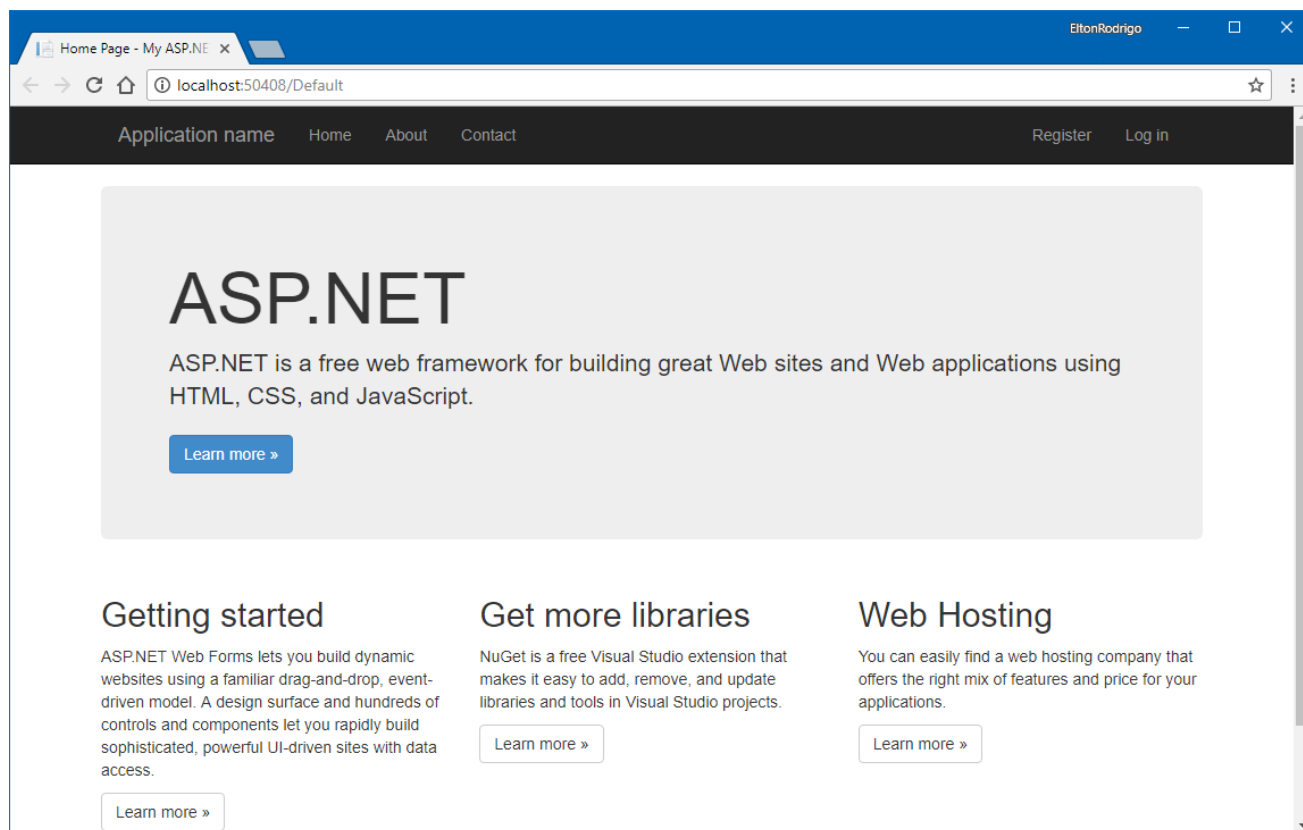 EltonRodrigo
Home Page - My ASP.NE
localhost:50408/Default
Application name Home About Contact Register Log in
ASP.NET
ASP.NET is a free web framework for building great Web sites and Web applications using
HTML, CSS, and JavaScript.
Learn more »
Getting started
ASP.NET Web Forms lets you build dynamic
websites using a familiar drag-and-drop, event-
driven model. A design surface and hundreds of
controls and components let you rapidly build
sophisticated, powerful UI-driven sites with data
access.
Learn more »
Get more libraries
NuGet is a free Visual Studio extension that
makes it easy to add, remove, and update
libraries and tools in Visual Studio projects.
Learn more »
Web Hosting
You can easily find a web hosting company that
offers the right mix of features and price for your
applications.
Learn more »